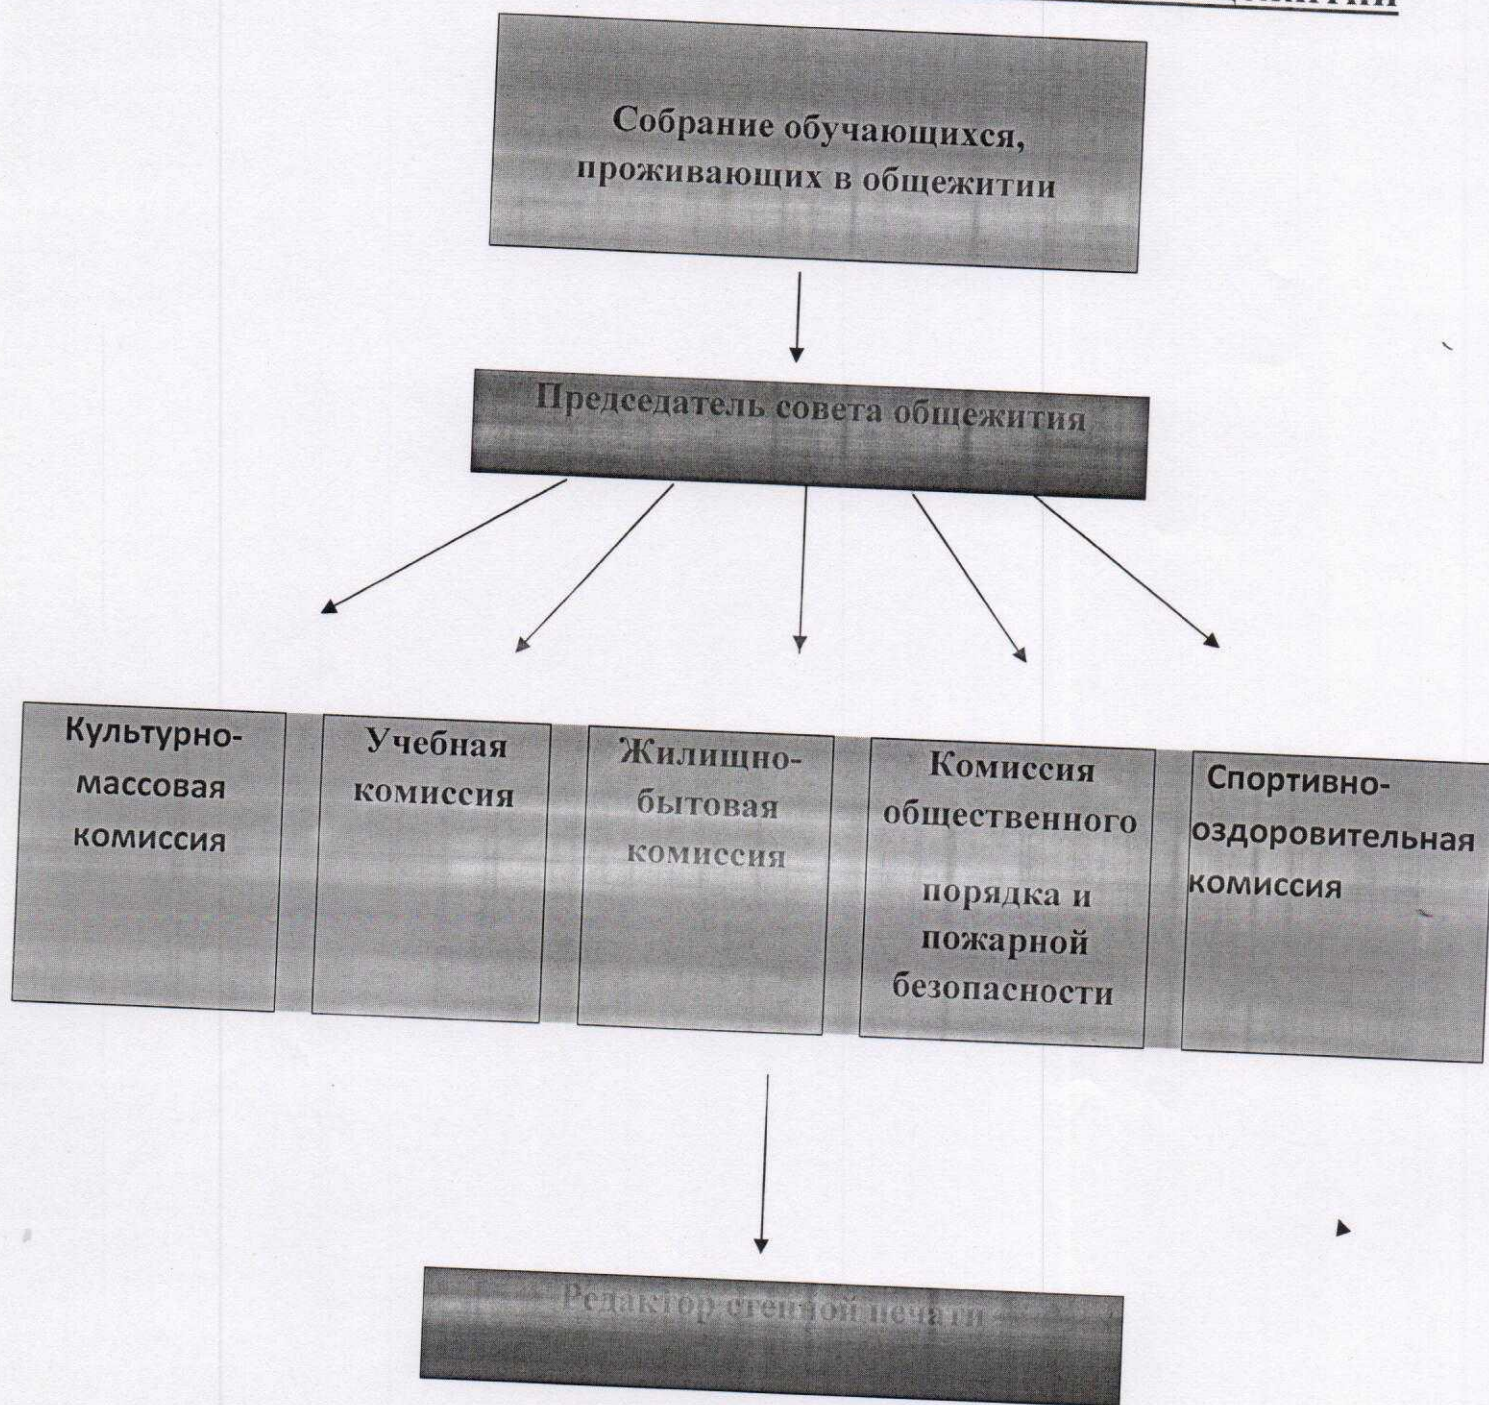 Собрание обучающихся,
проживающих в общежитии
Председатель совета общежития
Культурно-
массовая
комиссия
Учебная
комиссия
Жилищно-
бытовая
комиссия
Комиссия
общественного
порядка и
пожарной
безопасности
Спортивно-
оздоровительная
комиссия
Редактор стенной печати